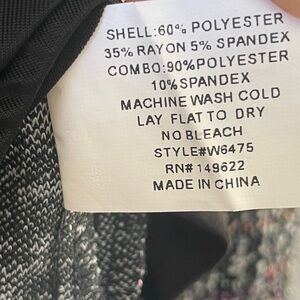 SHELL:60% POLYESTER
35% RAYON 5% SPANDEX
COMBO:90%POLYESTER
10%SPANDEX
MACHINE WASH COLD
LAY FLAT TO DRY
NO BLEACH
STYLE#W6475
RN# 149622
MADE IN CHINA